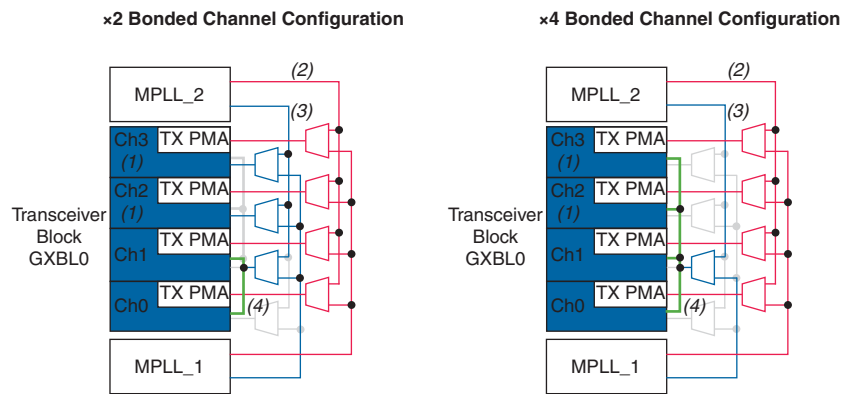 ×2 Bonded Channel Configuration
MPLL_2
(2)
(3)
Ch3
(1)
TX PMA
Ch2
(1)
TX PMA
Transceiver
Block
GXBL0
Ch1
TX PMA
Ch0
TX PMA
(4)
MPLL_1
×4 Bonded Channel Configuration
MPLL_2
(2)
(3)
Ch3
(1)
TX PMA
Ch2
(1)
TX PMA
Transceiver
Block
GXBL0
Ch1
TX PMA
Ch0
TX PMA
(4)
MPLL_1